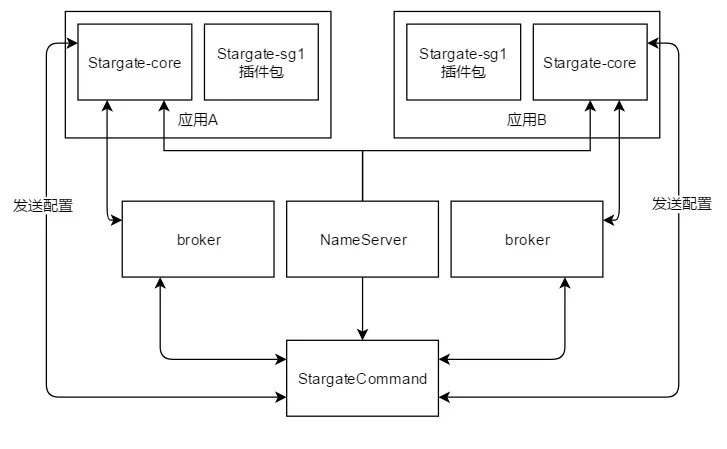 Stargate-core
Stargate-sg1
插件包
应用A
Stargate-sg1
插件包
Stargate-core
应用B
发送配置
发送配置
broker
NameServer
broker
StargateCommand